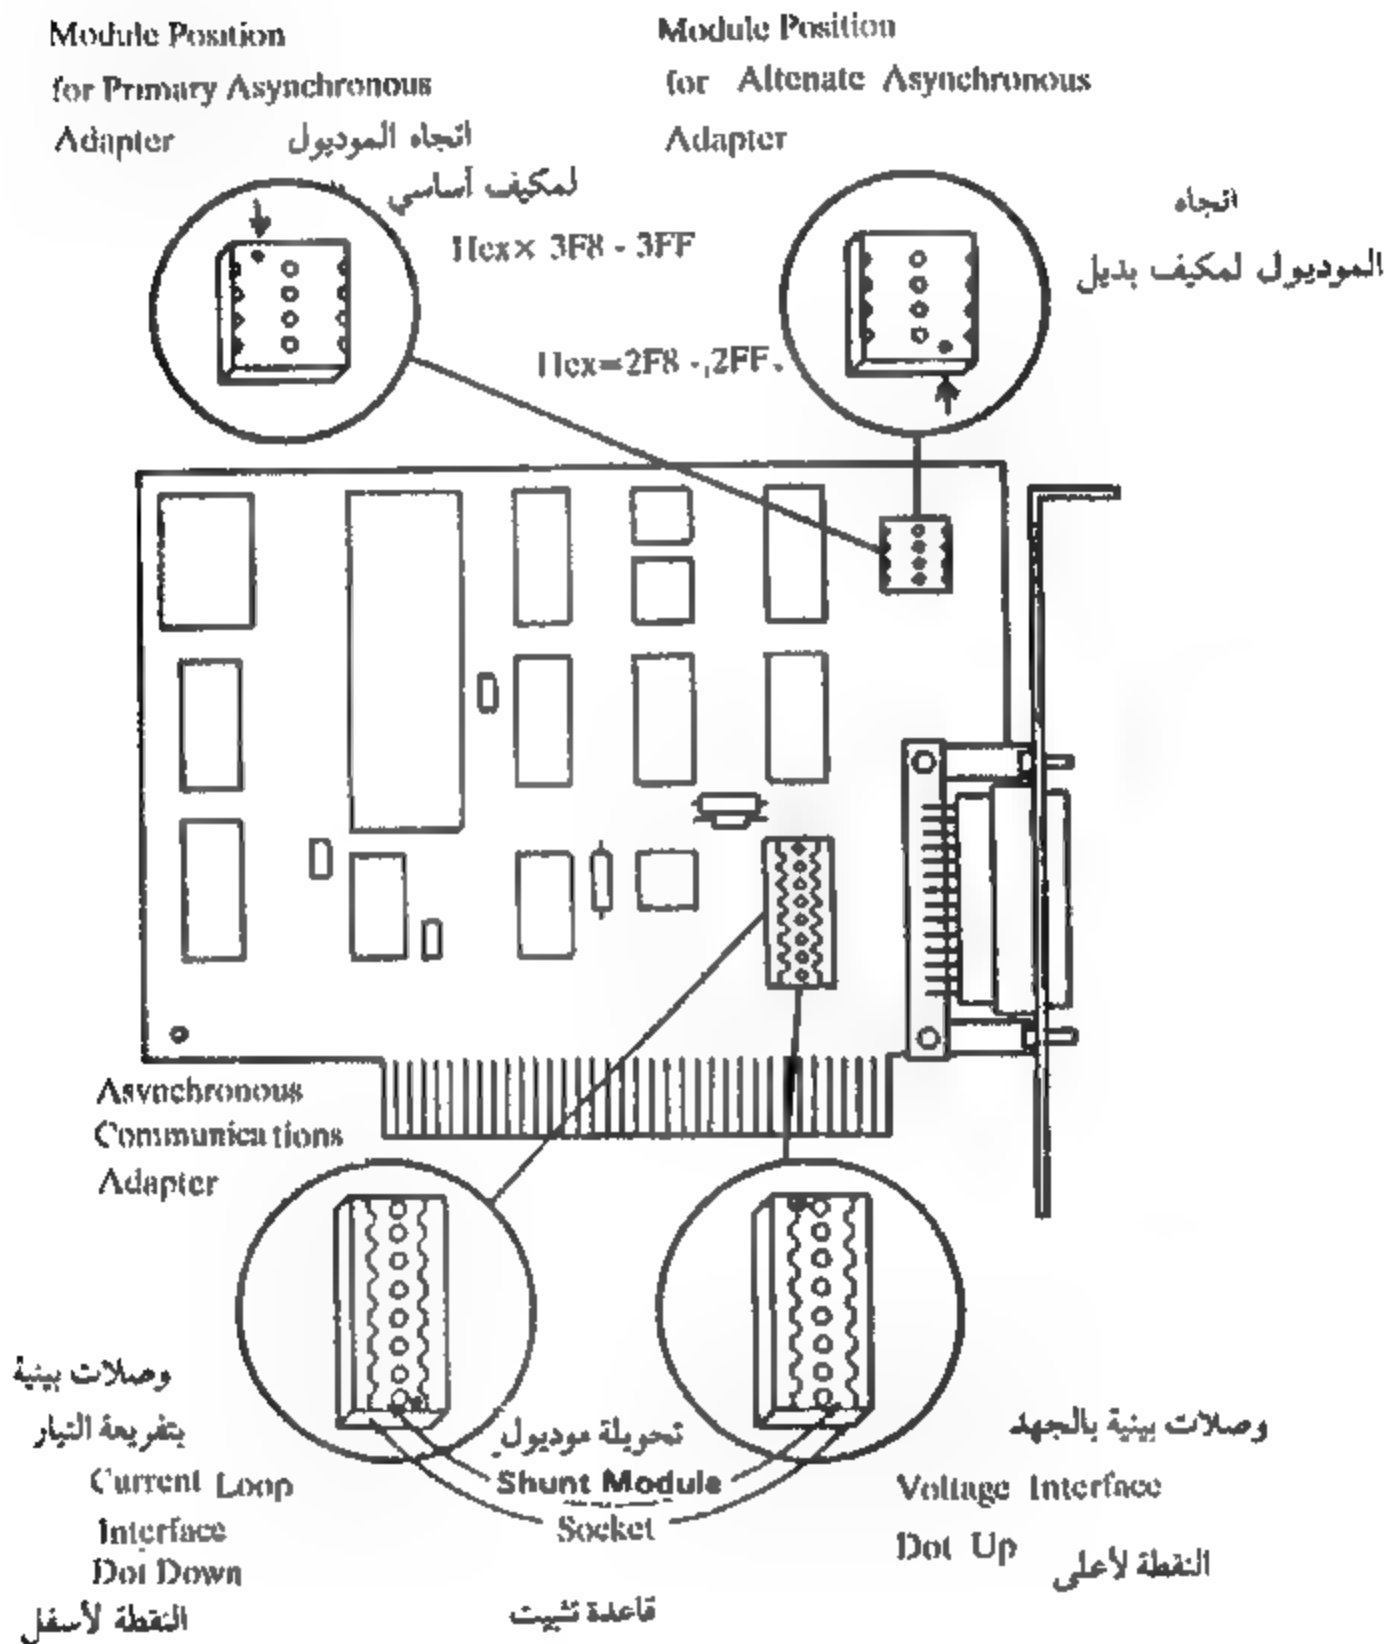 Module Position
for Primary Asynchronous
Adapter
اتجاه الموديول
لمكيف أساسي
Hex× 3F8 - 3FF
Module Position
for Altenate Asynchronous
Adapter
اتجاه
الموديول لمكيف بديل
Hex=2F8 - 2FF
Asynchronous
Communications
Adapter
وصلات بينية
بتفريعة التيار
Current Loop
Interface
Dot Down
النقطة لأسفل
تحويلة موديول
Shunt Module
Socket
قاعدة تثبيت
وصلات بينية بالجهد
Voltage Interface
Dot Up
النقطة لأعلى